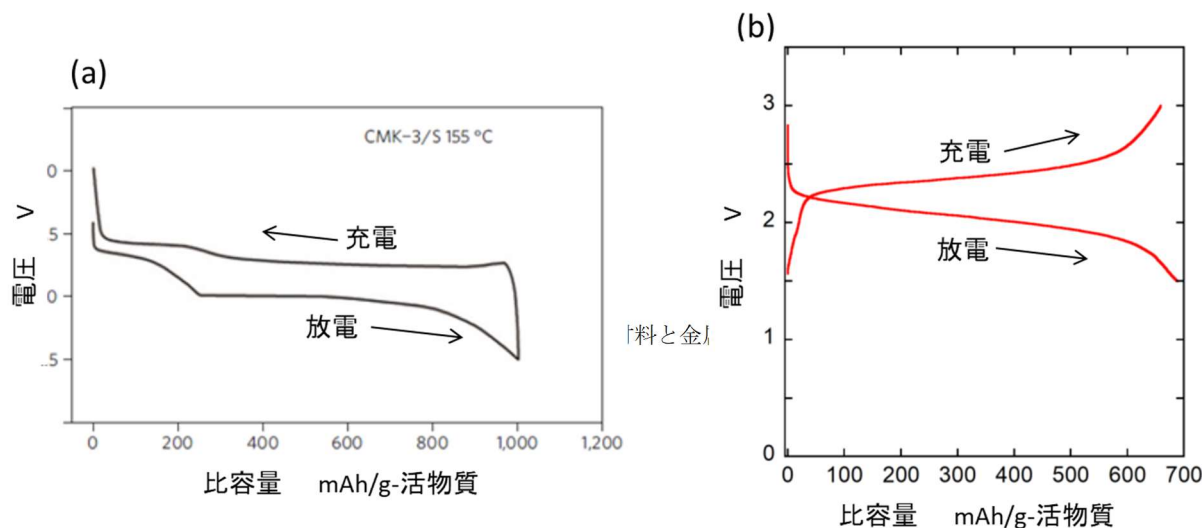 (a)
CMK-3/S 155 °C
0
5
0
..5
電圧 V
充電
放電
0 200 400 600 800 1,000 1,200
比容量 mAh/g-活物質
料と金
(b)
3
2
1
0
電圧 V
充電
放電
0 100 200 300 400 500 600 700
比容量 mAh/g-活物質